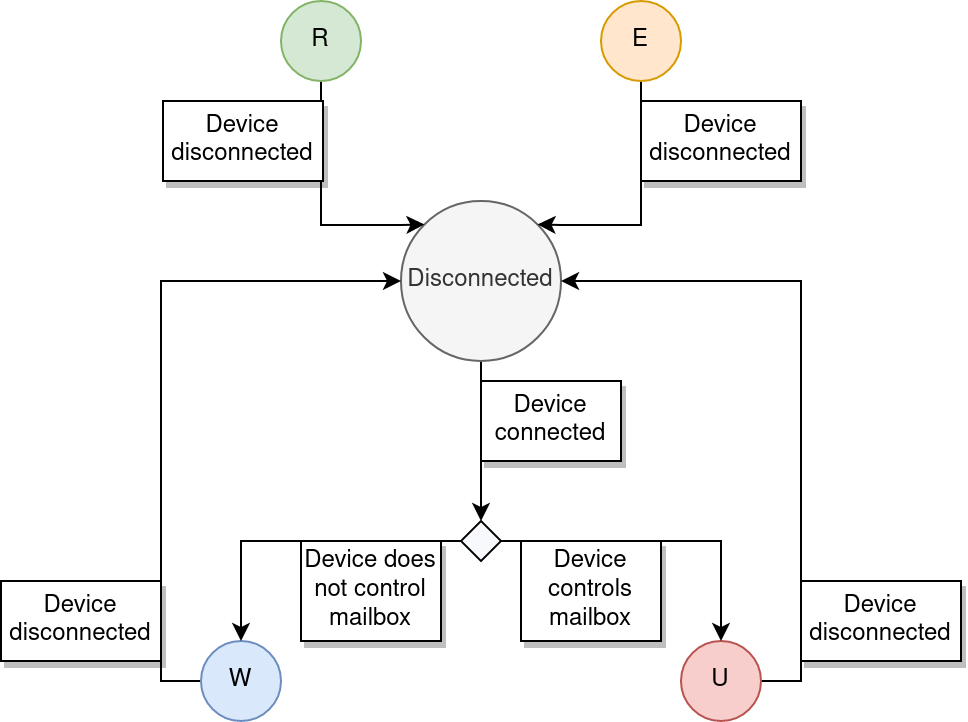 R
E
Device
disconnected
Device
disconnected
Disconnected
Device
connected
Device does
not control
mailbox
Device
controls
mailbox
Device
disconnected
Device
disconnected
W
U